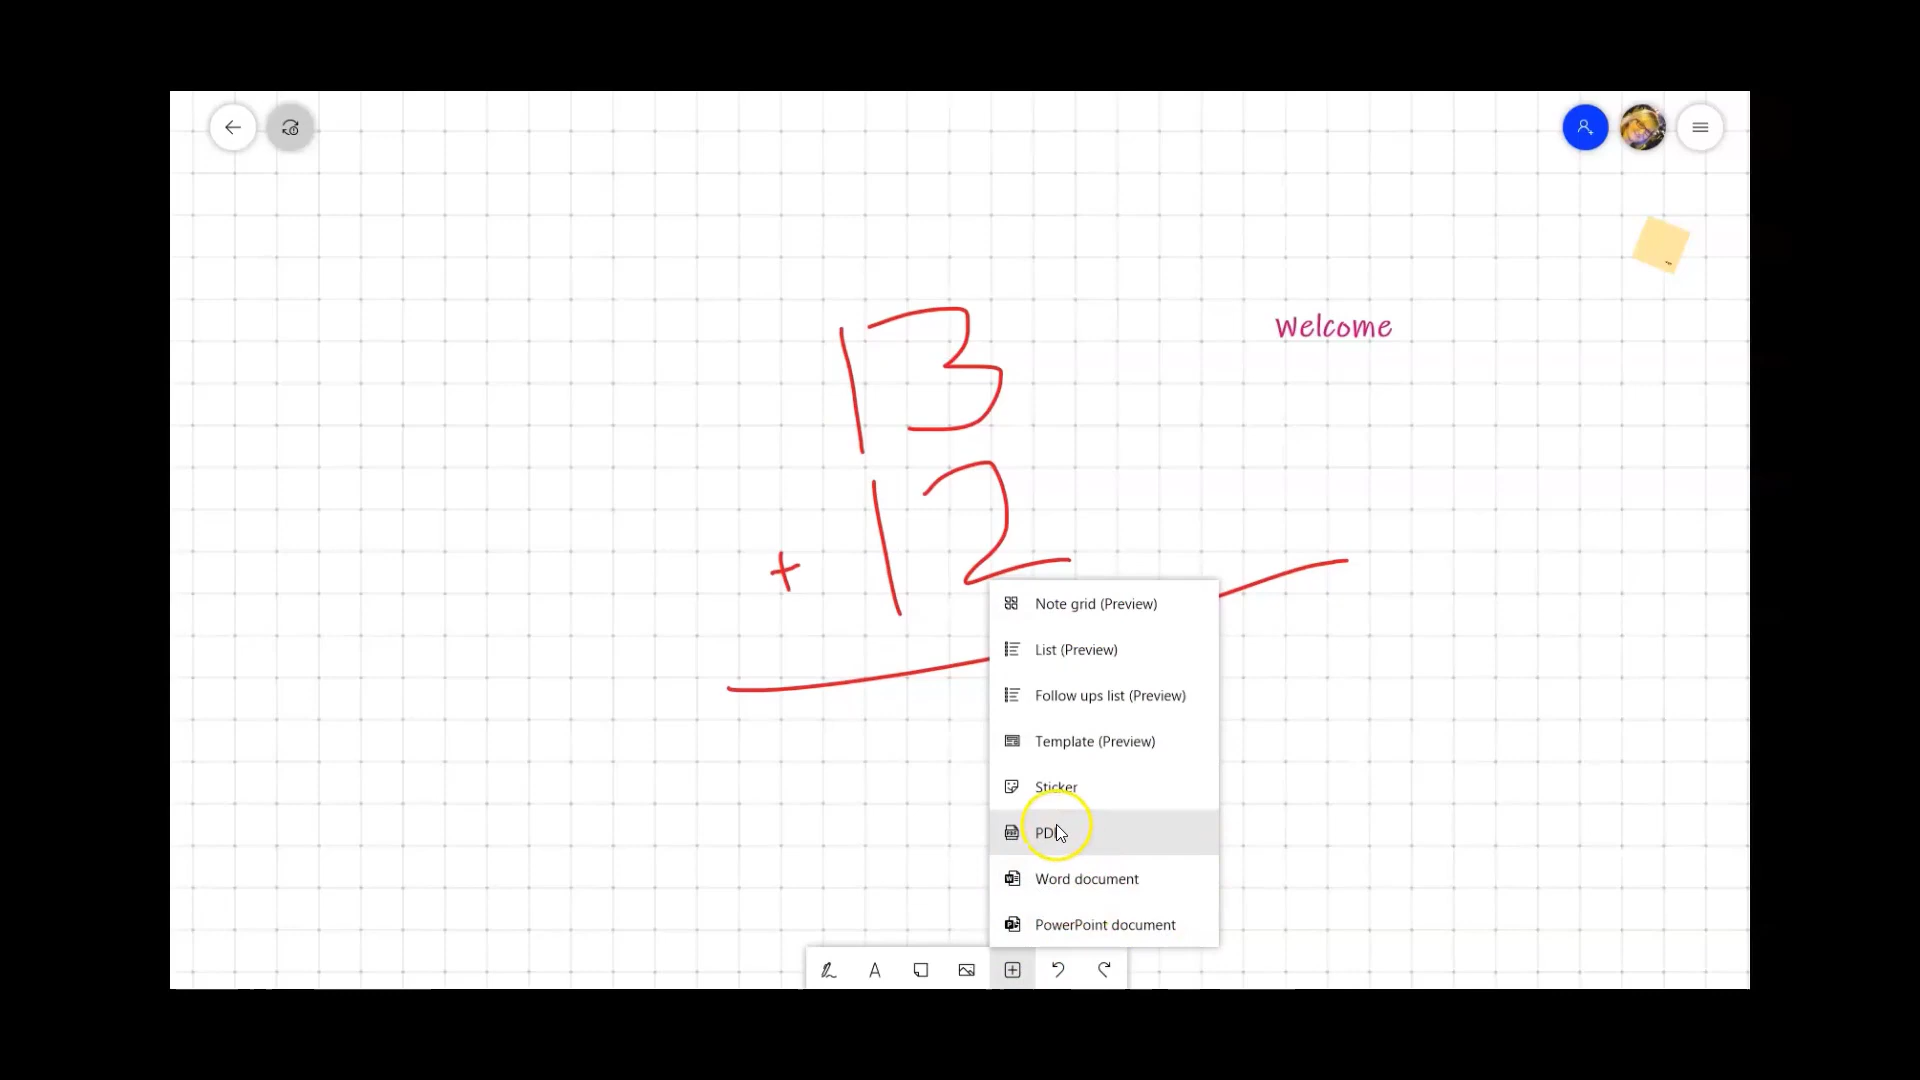 Welcome
13
+ 12
Note grid (Preview)
List (Preview)
Follow ups list (Preview)
Template (Preview)
Sticker
PDF
Word document
PowerPoint document